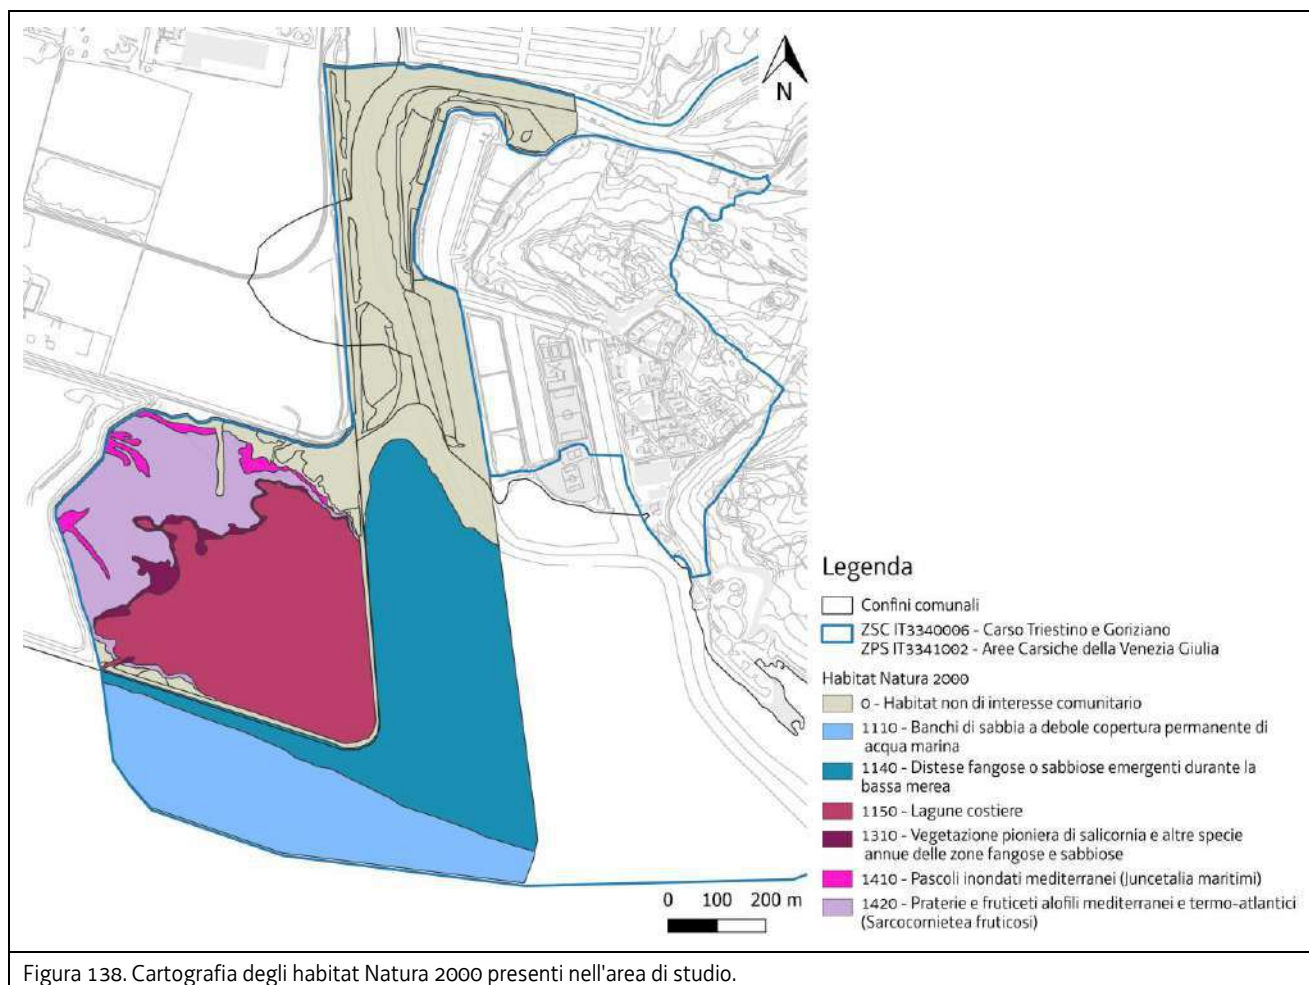 N
Legenda
Confini comunali
ZSC IT3340006 - Carso Triestino e Goriziano
ZPS IT3341002 - Aree Carsiche della Venezia Giulia
Habitat Natura 2000
0 - Habitat non di interesse comunitario
1110 - Banchi di sabbia a debole copertura permanente di
acqua marina
1140 - Distese fangose o sabbiose emergenti durante la
bassa merea
1150 - Lagune costiere
1310 - Vegetazione pioniera di salicornia e altre specie
annue delle zone fangose e sabbiose
1410 - Pascoli inondati mediterranei (Juncetalia maritimi)
1420 - Praterie e fruticeti alofili mediterranei e termo-atlantici
(Sarcocornietea fruticosi)
0 100 200 m
Figura 138. Cartografia degli habitat Natura 2000 presenti nell'area di studio.